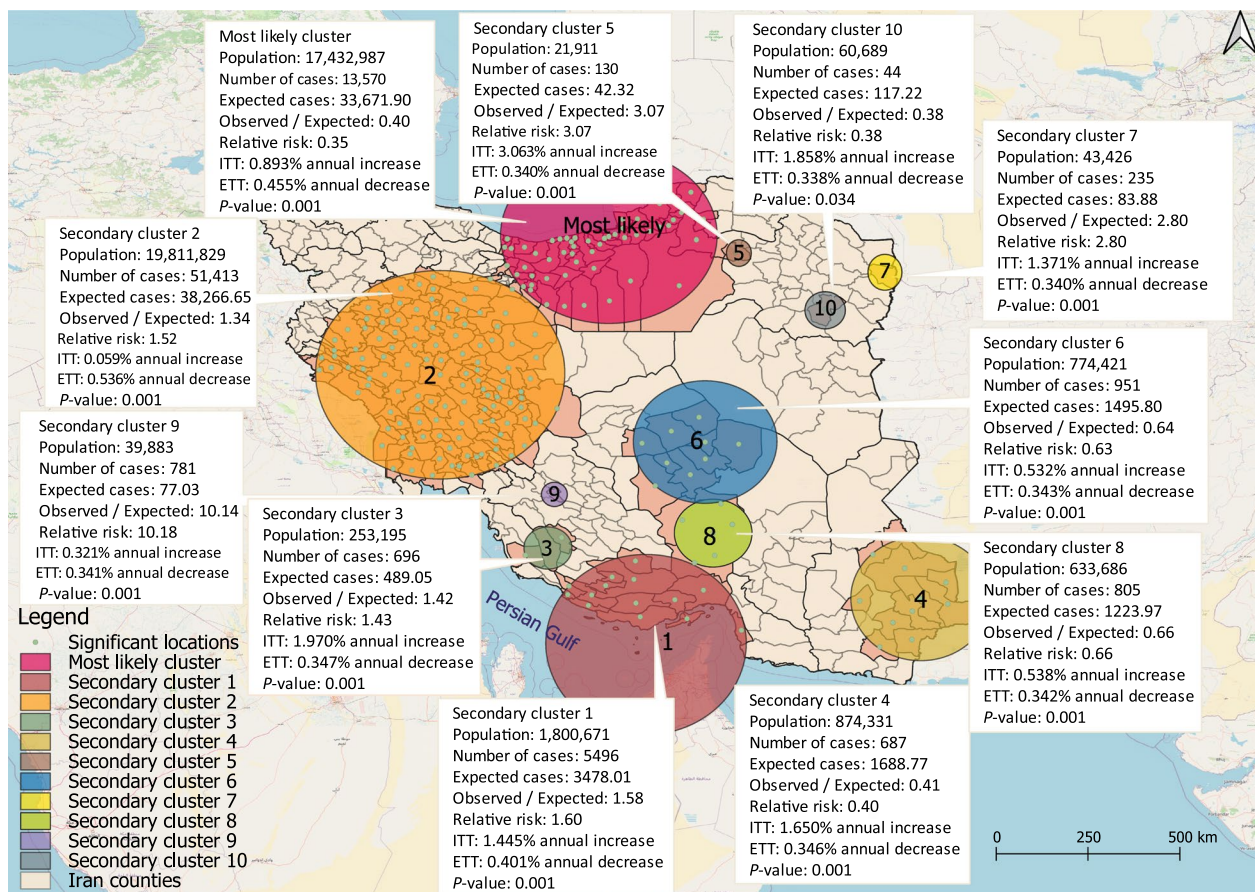 Most likely cluster
Population: 17,432,987
Number of cases: 13,570
Expected cases: 33,671.90
Observed / Expected: 0.40
Relative risk: 0.35
ITT: 0.893% annual increase
ETT: 0.455% annual decrease
P-value: 0.001
Secondary cluster 5
Population: 21,911
Number of cases: 130
Expected cases: 42.32
Observed / Expected: 3.07
Relative risk: 3.07
ITT: 3.063% annual increase
ETT: 0.340% annual decrease
P-value: 0.001
Secondary cluster 10
Population: 60,689
Number of cases: 44
Expected cases: 117.22
Observed / Expected: 0.38
Relative risk: 0.38
ITT: 1.858% annual increase
ETT: 0.338% annual decrease
P-value: 0.034
Secondary cluster 7
Population: 43,426
Number of cases: 235
Expected cases: 83.88
Observed / Expected: 2.80
Relative risk: 2.80
ITT: 1.371% annual increase
ETT: 0.340% annual decrease
P-value: 0.001
Secondary cluster 2
Population: 19,811,829
Number of cases: 51,413
Expected cases: 38,266.65
Observed / Expected: 1.34
Relative risk: 1.52
ITT: 0.059% annual increase
ETT: 0.536% annual decrease
P-value: 0.001
Most likely
5
7
10
2
6
9
8
3
4
1
Persian Gulf
Secondary cluster 6
Population: 774,421
Number of cases: 951
Expected cases: 1495.80
Observed / Expected: 0.64
Relative risk: 0.63
ITT: 0.532% annual increase
ETT: 0.343% annual decrease
P-value: 0.001
Secondary cluster 9
Population: 39,883
Number of cases: 781
Expected cases: 77.03
Observed / Expected: 10.14
Relative risk: 10.18
ITT: 0.321% annual increase
ETT: 0.341% annual decrease
P-value: 0.001
Secondary cluster 3
Population: 253,195
Number of cases: 696
Expected cases: 489.05
Observed / Expected: 1.42
Relative risk: 1.43
ITT: 1.970% annual increase
ETT: 0.347% annual decrease
P-value: 0.001
Secondary cluster 8
Population: 633,686
Number of cases: 805
Expected cases: 1223.97
Observed / Expected: 0.66
Relative risk: 0.66
ITT: 0.538% annual increase
ETT: 0.342% annual decrease
P-value: 0.001
Secondary cluster 1
Population: 1,800,671
Number of cases: 5496
Expected cases: 3478.01
Observed / Expected: 1.58
Relative risk: 1.60
ITT: 1.445% annual increase
ETT: 0.401% annual decrease
P-value: 0.001
Secondary cluster 4
Population: 874,331
Number of cases: 687
Expected cases: 1688.77
Observed / Expected: 0.41
Relative risk: 0.40
ITT: 1.650% annual increase
ETT: 0.346% annual decrease
P-value: 0.001
Legend
Significant locations
Most likely cluster
Secondary cluster 1
Secondary cluster 2
Secondary cluster 3
Secondary cluster 4
Secondary cluster 5
Secondary cluster 6
Secondary cluster 7
Secondary cluster 8
Secondary cluster 9
Secondary cluster 10
Iran counties
0 250 500 km